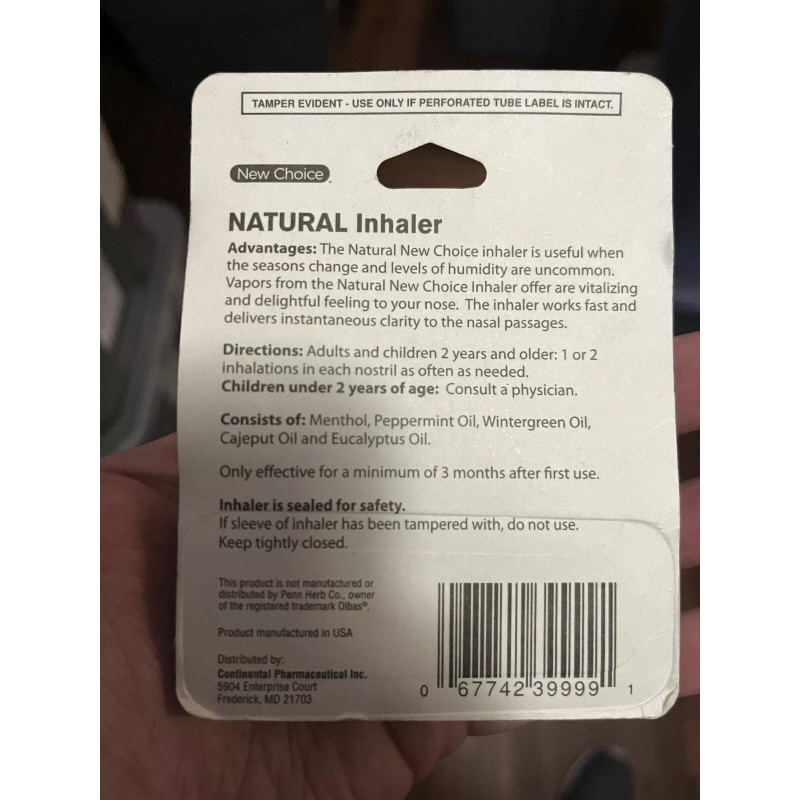 TAMPER EVIDENT - USE ONLY IF PERFORATED TUBE LABEL IS INTACT.
New Choice
NATURAL Inhaler
Advantages: The Natural New Choice inhaler is useful when
the seasons change and levels of humidity are uncommon.
Vapors from the Natural New Choice Inhaler offer are vitalizing
and delightful feeling to your nose. The inhaler works fast and
delivers instantaneous clarity to the nasal passages.
Directions: Adults and children 2 years and older: 1 or 2
inhalations in each nostril as often as needed.
Children under 2 years of age: Consult a physician.
Consists of: Menthol, Peppermint Oil, Wintergreen Oil,
Cajeput Oil and Eucalyptus Oil.
Only effective for a minimum of 3 months after first use.
Inhaler is sealed for safety.
If sleeve of inhaler has been tampered with, do not use.
Keep tightly closed.
This product is not manufactured or
distributed by Penn Herb Co., owner
of the registered trademark Olbas®.
Product manufactured in USA
Distributed by:
Continental Pharmaceutical Inc.
5904 Enterprise Court
Frederick, MD 21703
0 67742 39999 1